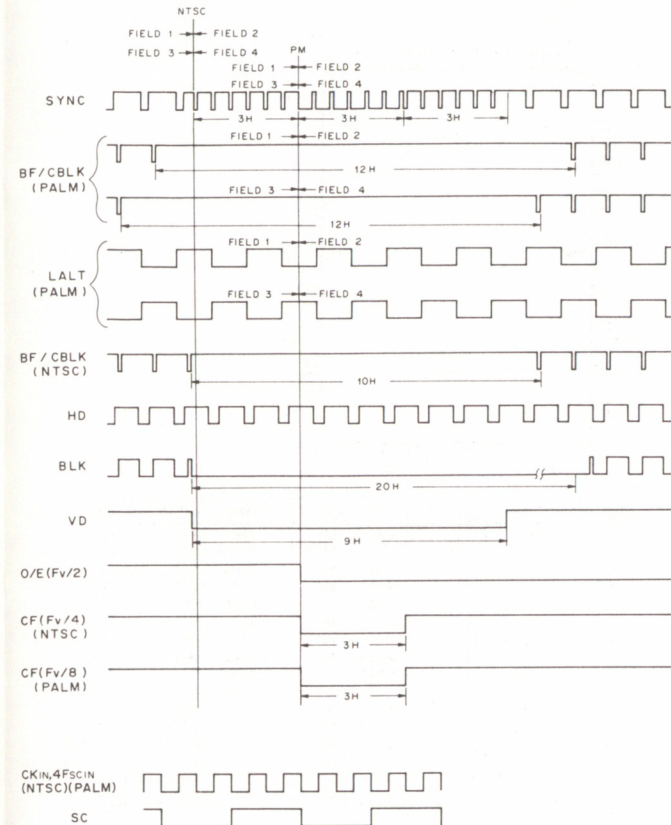 NTSC
FIELD 1 FIELD 2
FIELD 3 FIELD 4
PM
FIELD 1 FIELD 2
FIELD 3 FIELD 4
SYNC
3H 3H 3H
FIELD 1 FIELD 2
BF/CBLK
(PALM)
12H
FIELD 3 FIELD 4
12H
FIELD 1 FIELD 2
LALT
(PALM)
FIELD 3 FIELD 4
BF/CBLK
(NTSC)
10H
HD
BLK
20H
VD
9H
O/E(Fv/2)
CF(Fv/4)
(NTSC)
3H
CF(Fv/8)
(PALM)
3H
CKIN,4FSCIN
(NTSC)(PALM)
SC